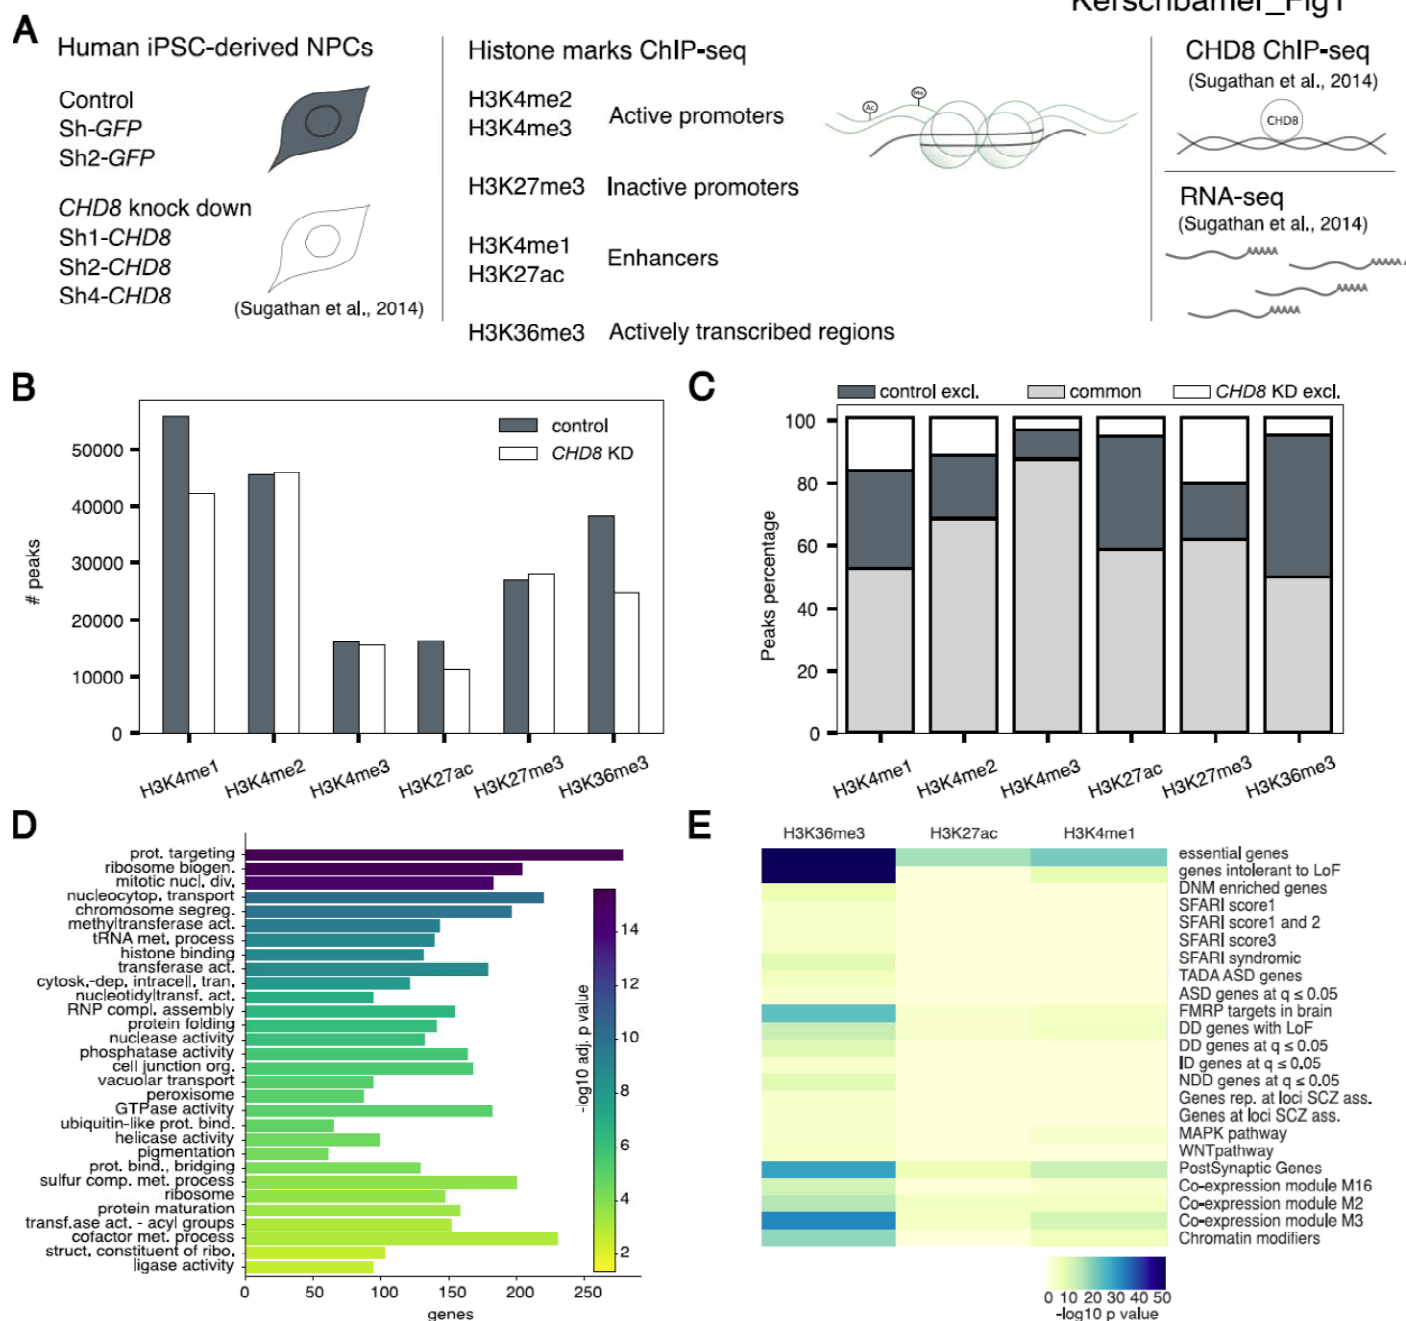 Kerschbamer_Fig1
A
Human iPSC-derived NPCs
Control
Sh-GFP
Sh2-GFP
CHD8 knock down
Sh1-CHD8
Sh2-CHD8
Sh4-CHD8
(Sugathan et al., 2014)
Histone marks ChIP-seq
H3K4me2
H3K4me3
Active promoters
H3K27me3 Inactive promoters
H3K4me1
H3K27ac
Enhancers
H3K36me3 Actively transcribed regions
Ac
Me
CHD8 ChIP-seq
(Sugathan et al., 2014)
CHD8
RNA-seq
(Sugathan et al., 2014)
B
control
CHD8 KD
# peaks
50000
40000
30000
20000
10000
0
H3K4me1
H3K4me2
H3K4me3
H3K27ac
H3K27me3
H3K36me3
C
control excl.
common
CHD8 KD excl.
Peaks percentage
100
80
60
40
20
0
H3K4me1
H3K4me2
H3K4me3
H3K27ac
H3K27me3
H3K36me3
D
prot. targeting
ribosome biogen.
mitotic nucl. div.
nucleocytop. transport
chromosome segreg.
methyltransferase act.
tRNA met. process
histone binding
transferase act.
cytosk.-dep. intracell. tran.
nucleotidyltransf. act.
RNP compl. assembly
protein folding
nuclease activity
phosphatase activity
cell junction org.
vacuolar transport
peroxisome
GTPase activity
ubiquitin-like prot. bind.
helicase activity
pigmentation
prot. bind., bridging
sulfur comp. met. process
ribosome
protein maturation
transf.ase act. - acyl groups
cofactor met. process
struct. constituent of ribo.
ligase activity
0
50
100
150
200
250
genes
-log10 adj. p value
14
12
10
8
6
4
2
E
H3K36me3
H3K27ac
H3K4me1
essential genes
genes intolerant to LoF
DNM enriched genes
SFARI score1
SFARI score1 and 2
SFARI score3
SFARI syndromic
TADA ASD genes
ASD genes at q ≤ 0.05
FMRP targets in brain
DD genes with LoF
DD genes at q ≤ 0.05
ID genes at q ≤ 0.05
NDD genes at q ≤ 0.05
Genes rep. at loci SCZ ass.
Genes at loci SCZ ass.
MAPK pathway
WNTpathway
PostSynaptic Genes
Co-expression module M16
Co-expression module M2
Co-expression module M3
Chromatin modifiers
0 10 20 30 40 50
-log10 p value